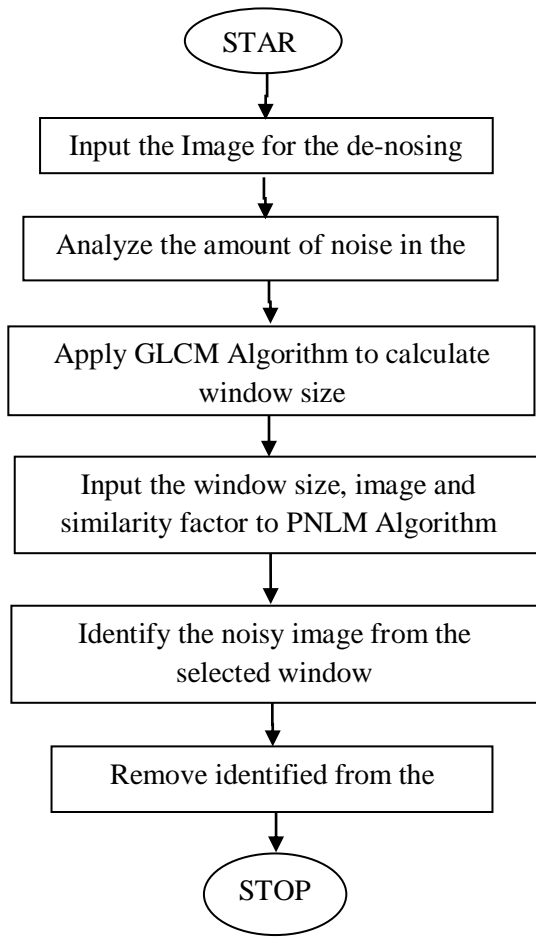 STAR
Input the Image for the de-nosing
Analyze the amount of noise in the
Apply GLCM Algorithm to calculate
window size
Input the window size, image and
similarity factor to PNLM Algorithm
Identify the noisy image from the
selected window
Remove identified from the
STOP